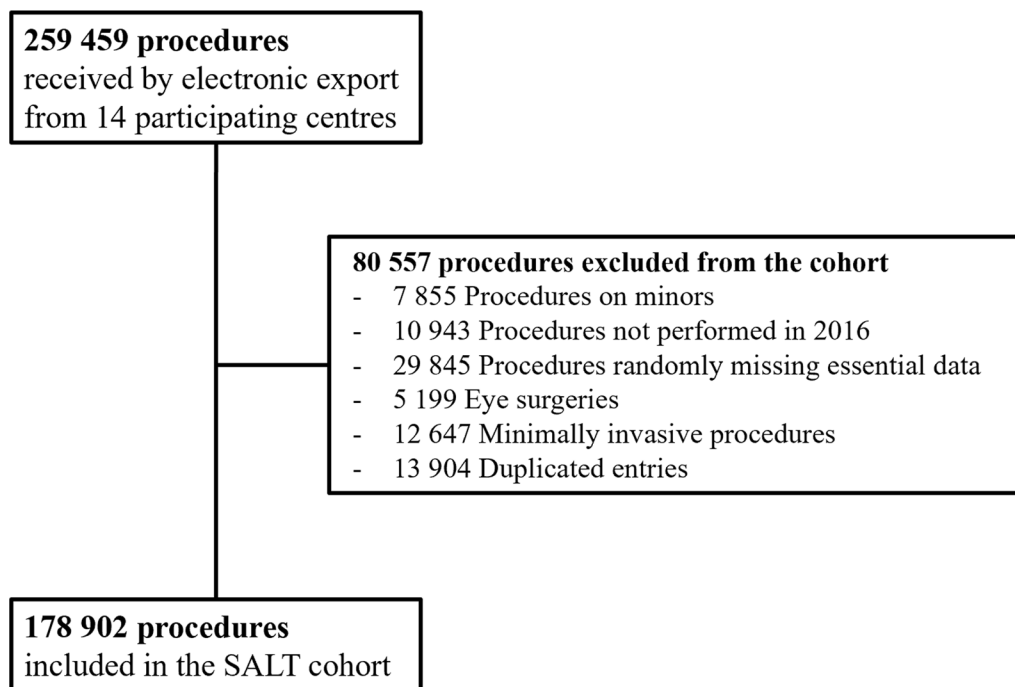 259 459 procedures
received by electronic export
from 14 participating centres
80 557 procedures excluded from the cohort
- 7 855 Procedures on minors
- 10 943 Procedures not performed in 2016
- 29 845 Procedures randomly missing essential data
- 5 199 Eye surgeries
- 12 647 Minimally invasive procedures
- 13 904 Duplicated entries
178 902 procedures
included in the SALT cohort